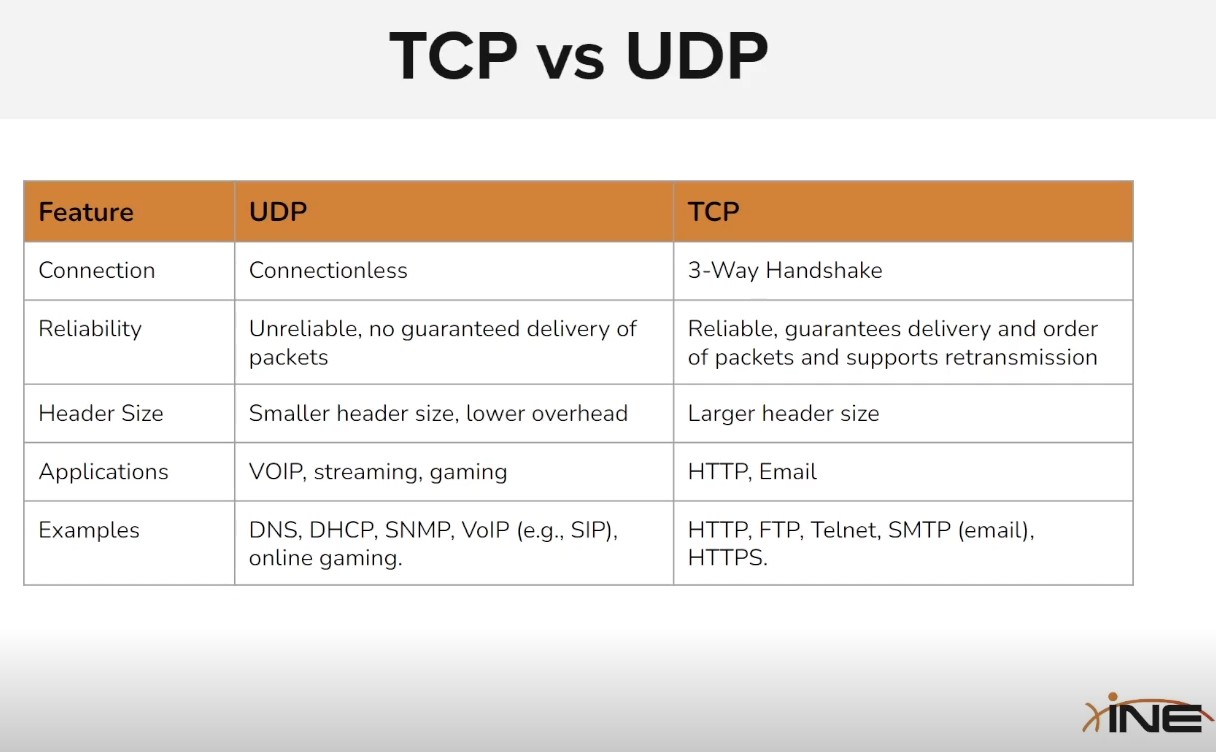 TCP vs UDP
Feature
UDP
TCP
Connection
Connectionless
3-Way Handshake
Reliability
Unreliable, no guaranteed delivery of
packets
Reliable, guarantees delivery and order
of packets and supports retransmission
Header Size
Smaller header size, lower overhead
Larger header size
Applications
VOIP, streaming, gaming
HTTP, Email
Examples
DNS, DHCP, SNMP, VoIP (e.g., SIP),
online gaming.
HTTP, FTP, Telnet, SMTP (email),
HTTPS.
iNE